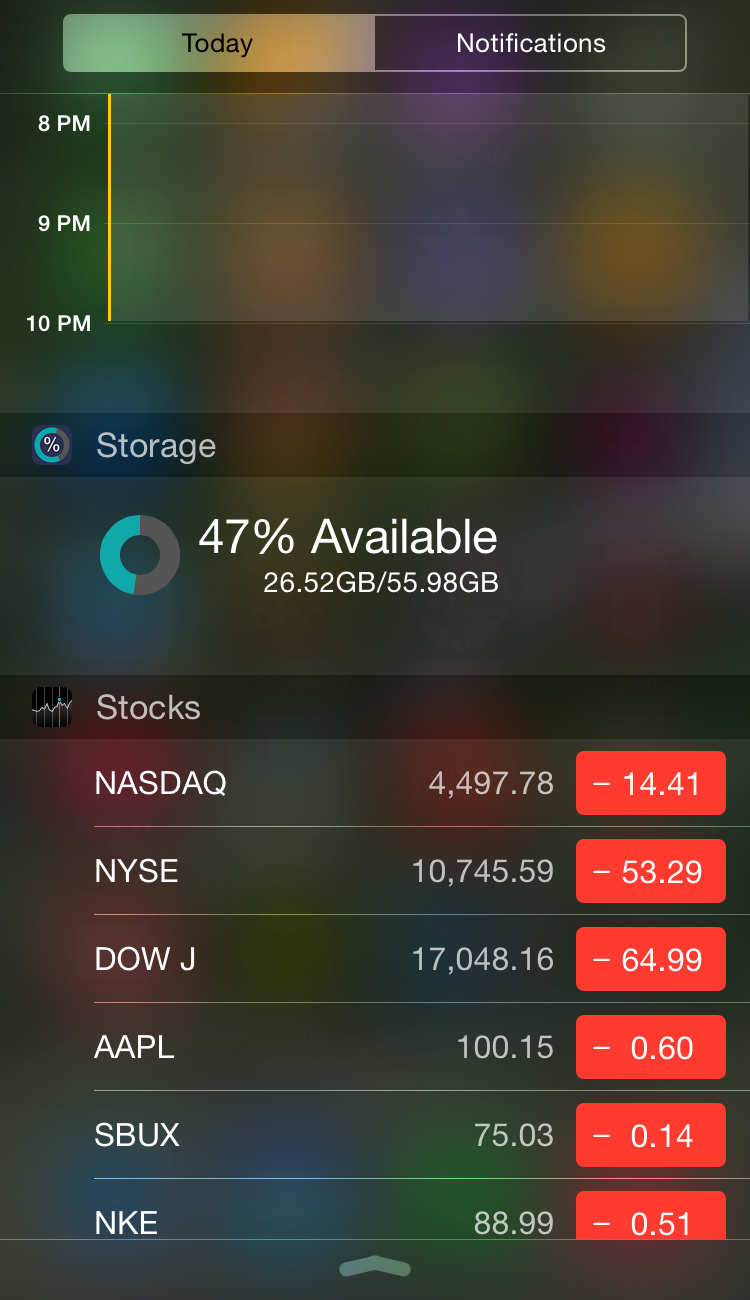 Today Notifications
8 PM
9 PM
10 PM
% Storage
47% Available
26.52GB/55.98GB
Stocks
NASDAQ 4,497.78 – 14.41
NYSE 10,745.59 – 53.29
DOW J 17,048.16 – 64.99
AAPL 100.15 – 0.60
SBUX 75.03 – 0.14
NKE 88.99 – 0.51